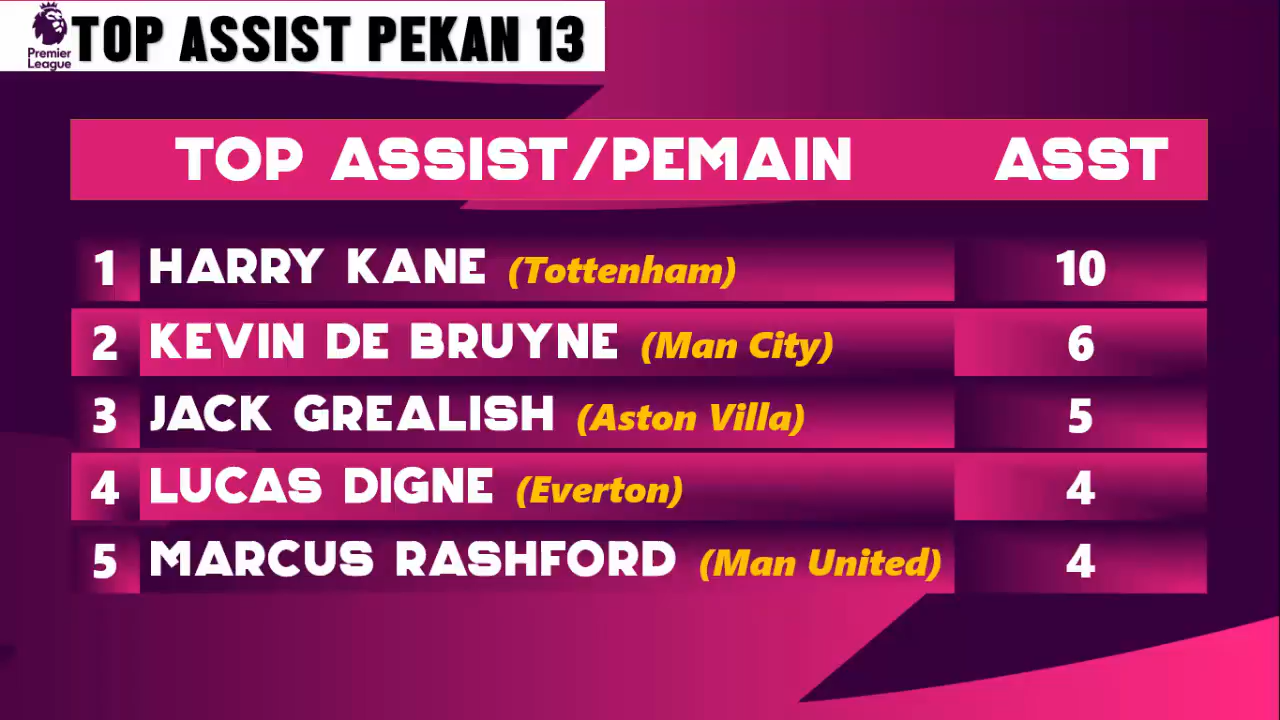 Premier League
TOP ASSIST PEKAN 13
TOP ASSIST/PEMAIN ASST
1 HARRY KANE (Tottenham) 10
2 KEVIN DE BRUYNE (Man City) 6
3 JACK GREALISH (Aston Villa) 5
4 LUCAS DIGNE (Everton) 4
5 MARCUS RASHFORD (Man United) 4